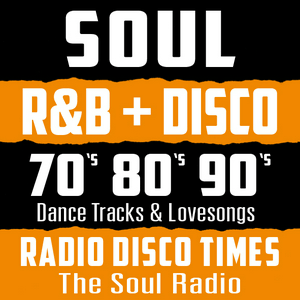 SOUL
R&B + DISCO
70's 80's 90's
Dance Tracks & Lovesongs
RADIO DISCO TIMES
The Soul Radio